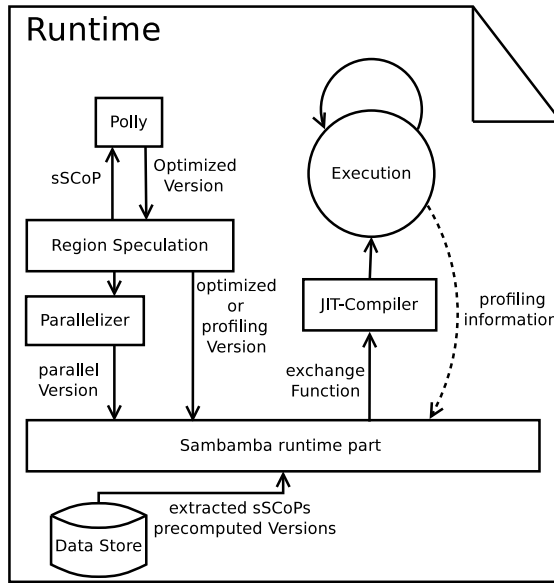 Runtime
Polly
sSCoP
Optimized
Version
Execution
Region Speculation
optimized
or
profiling
Version
Parallelizer
JIT-Compiler
profiling
information
parallel
Version
exchange
Function
Sambamba runtime part
extracted sSCoPs
precomputed Versions
Data Store